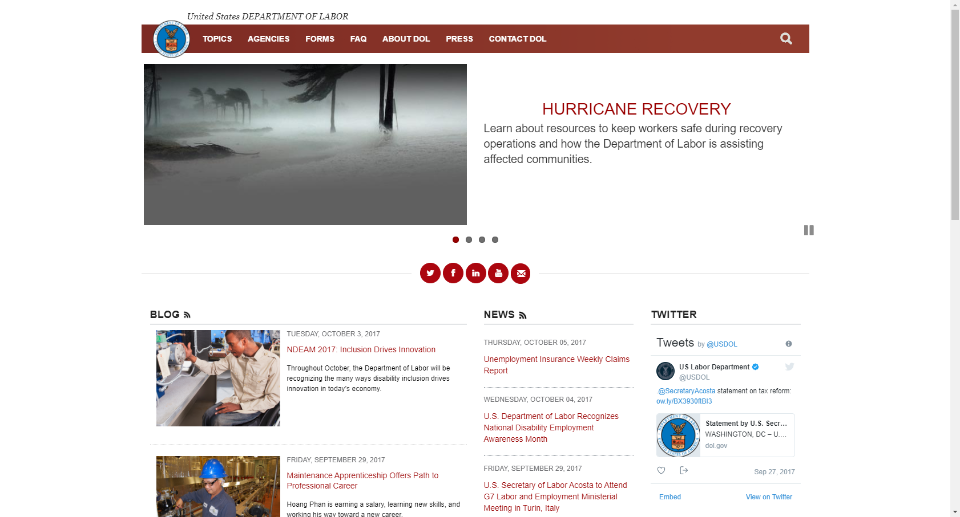 United States DEPARTMENT OF LABOR
TOPICS AGENCIES FORMS FAQ ABOUT DOL PRESS CONTACT DOL
HURRICANE RECOVERY
Learn about resources to keep workers safe during recovery
operations and how the Department of Labor is assisting
affected communities.
BLOG
TUESDAY, OCTOBER 3, 2017
NDEAM 2017: Inclusion Drives Innovation
Throughout October, the Department of Labor will be
recognizing the many ways disability inclusion drives
innovation in today's economy.
FRIDAY, SEPTEMBER 29, 2017
Maintenance Apprenticeship Offers Path to
Professional Career
Hoang Phan is earning a salary, learning new skills, and
working his way toward a new career.
NEWS
THURSDAY, OCTOBER 05, 2017
Unemployment Insurance Weekly Claims
Report
WEDNESDAY, OCTOBER 04, 2017
U.S. Department of Labor Recognizes
National Disability Employment
Awareness Month
FRIDAY, SEPTEMBER 29, 2017
U.S. Secretary of Labor Acosta to Attend
G7 Labor and Employment Ministerial
Meeting in Turin, Italy
TWITTER
Tweets by @USDOL
US Labor Department
@USDOL
@SecretaryAcosta statement on tax reform:
Statement by U.S. Secr...
WASHINGTON, DC – U....
dol.gov
Sep 27, 2017
Embed View on Twitter